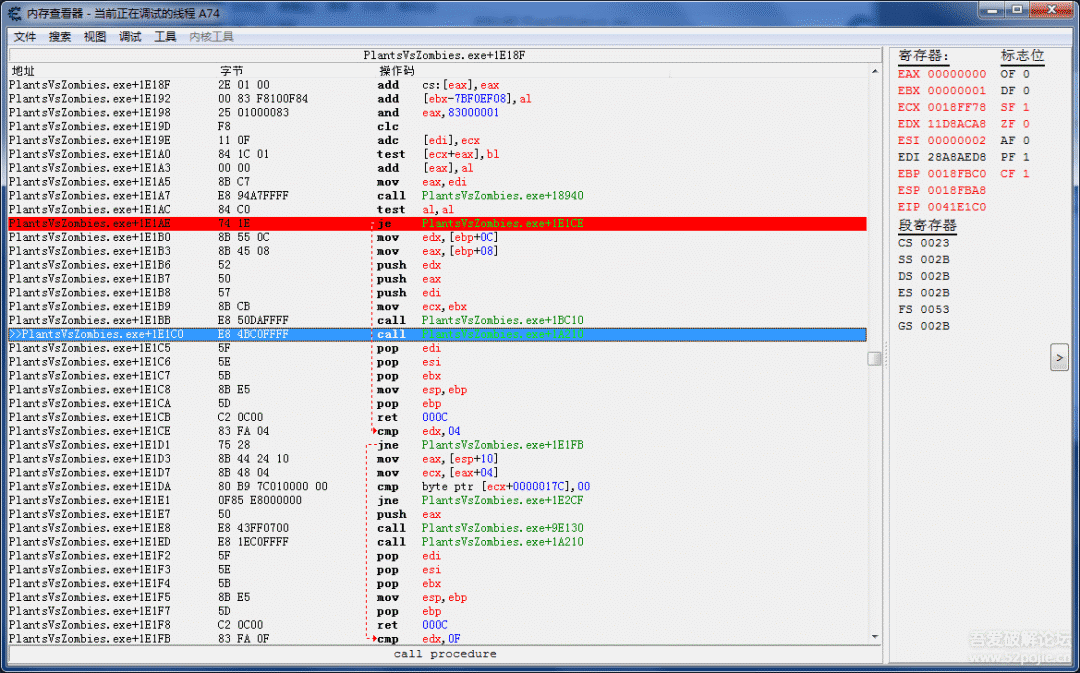 内存查看器 - 当前正在调试的线程 A74
文件 搜索 视图 调试 工具 内核工具
PlantsVsZombies.exe+1E18F
地址 字节 操作码
PlantsVsZombies.exe+1E18F 2E 01 00 add cs:[eax],eax
PlantsVsZombies.exe+1E192 00 83 F8100F84 add [ebx-7BF0EF08],al
PlantsVsZombies.exe+1E198 25 01000083 and eax,83000001
PlantsVsZombies.exe+1E19D F8 clc
PlantsVsZombies.exe+1E19E 11 0F adc [edi],ecx
PlantsVsZombies.exe+1E1A0 84 1C 01 test [ecx+eax],bl
PlantsVsZombies.exe+1E1A3 00 00 add [eax],al
PlantsVsZombies.exe+1E1A5 8B C7 mov eax,edi
PlantsVsZombies.exe+1E1A7 E8 94A7FFFF call PlantsVsZombies.exe+18940
PlantsVsZombies.exe+1E1AC 84 C0 test al,al
PlantsVsZombies.exe+1E1AE 74 1E je PlantsVsZombies.exe+1E1CE
PlantsVsZombies.exe+1E1B0 8B 55 0C mov edx,[ebp+0C]
PlantsVsZombies.exe+1E1B3 8B 45 08 mov eax,[ebp+08]
PlantsVsZombies.exe+1E1B6 52 push edx
PlantsVsZombies.exe+1E1B7 50 push eax
PlantsVsZombies.exe+1E1B8 57 push edi
PlantsVsZombies.exe+1E1B9 8B CB mov ecx,ebx
PlantsVsZombies.exe+1E1BB E8 50DAFFFF call PlantsVsZombies.exe+1BC10
>>PlantsVsZombies.exe+1E1C0 E8 4BC0FFFF call
PlantsVsZombies.exe+1E1C5 5F pop edi
PlantsVsZombies.exe+1E1C6 5E pop esi
PlantsVsZombies.exe+1E1C7 5B pop ebx
PlantsVsZombies.exe+1E1C8 8B E5 mov esp,ebp
PlantsVsZombies.exe+1E1CA 5D pop ebp
PlantsVsZombies.exe+1E1CB C2 0C00 ret 000C
PlantsVsZombies.exe+1E1CE 83 FA 04 cmp edx,04
PlantsVsZombies.exe+1E1D1 75 28 jne PlantsVsZombies.exe+1E1FB
PlantsVsZombies.exe+1E1D3 8B 44 24 10 mov eax,[esp+10]
PlantsVsZombies.exe+1E1D7 8B 48 04 mov ecx,[eax+04]
PlantsVsZombies.exe+1E1DA 80 B9 7C010000 00 cmp byte ptr [ecx+0000017C],00
PlantsVsZombies.exe+1E1E1 0F85 E8000000 jne PlantsVsZombies.exe+1E2CF
PlantsVsZombies.exe+1E1E7 50 push eax
PlantsVsZombies.exe+1E1E8 E8 43FF0700 call PlantsVsZombies.exe+9E130
PlantsVsZombies.exe+1E1ED E8 1EC0FFFF call PlantsVsZombies.exe+1A210
PlantsVsZombies.exe+1E1F2 5F pop edi
PlantsVsZombies.exe+1E1F3 5E pop esi
PlantsVsZombies.exe+1E1F4 5B pop ebx
PlantsVsZombies.exe+1E1F5 8B E5 mov esp,ebp
PlantsVsZombies.exe+1E1F7 5D pop ebp
PlantsVsZombies.exe+1E1F8 C2 0C00 ret 000C
PlantsVsZombies.exe+1E1FB 83 FA 0F cmp edx,0F
call procedure
寄存器: 标志位
EAX 00000000 OF 0
EBX 00000001 DF 0
ECX 0018FF78 SF 1
EDX 11D8ACA8 ZF 0
ESI 00000002 AF 0
EDI 28A8AED8 PF 1
EBP 0018FBC0 CF 1
ESP 0018FBA8
EIP 0041E1C0
段寄存器
CS 0023
SS 002B
DS 002B
ES 002B
FS 0053
GS 002B
>
吾爱破解论坛
www.52pojie.cn